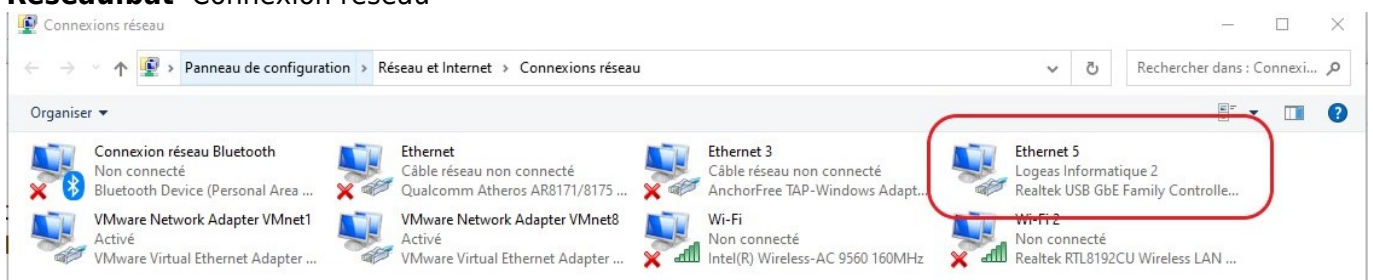 Connexion réseau
Connexions réseau
Panneau de configuration > Réseau et Internet > Connexions réseau
Rechercher dans : Connexi...
Organiser
Connexion réseau Bluetooth
Non connecté
Bluetooth Device (Personal Area ...
Ethernet
Câble réseau non connecté
Qualcomm Atheros AR8171/8175 ...
Ethernet 3
Câble réseau non connecté
AnchorFree TAP-Windows Adapt...
Ethernet 5
Logeas Informatique 2
Realtek USB GbE Family Controlle...
VMware Network Adapter VMnet1
Activé
VMware Virtual Ethernet Adapter ...
VMware Network Adapter VMnet8
Activé
VMware Virtual Ethernet Adapter ...
Wi-Fi
Non connecté
Intel(R) Wireless-AC 9560 160MHz
Wi-Fi 2
Non connecté
Realtek RTL8192CU Wireless LAN ...